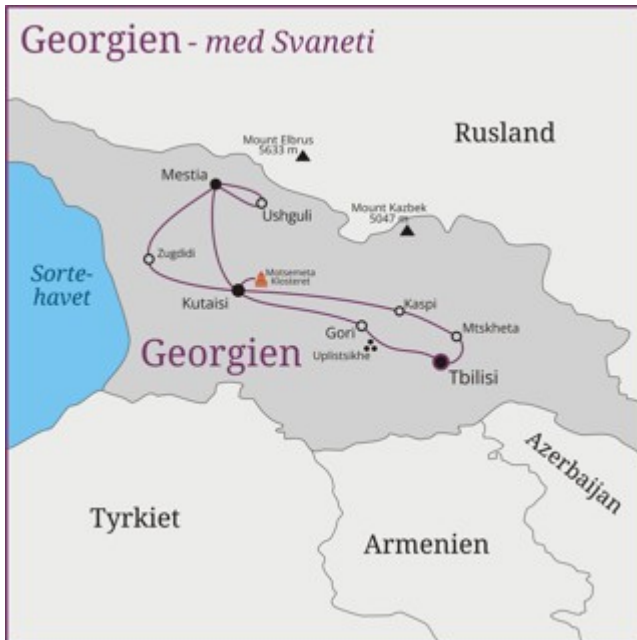 Georgien - med Svaneti
Mount Elbrus
5633 m
Rusland
Mestia
Ushguli
Mount Kazbek
5047 m
Zugdidi
Motsemeta
Klosteret
Sorte-
havet
Kutaisi
Kaspi
Gori
Mtskheta
Georgien
Uplistsikhe
Tbilisi
Azerbaijan
Tyrkiet
Armenien